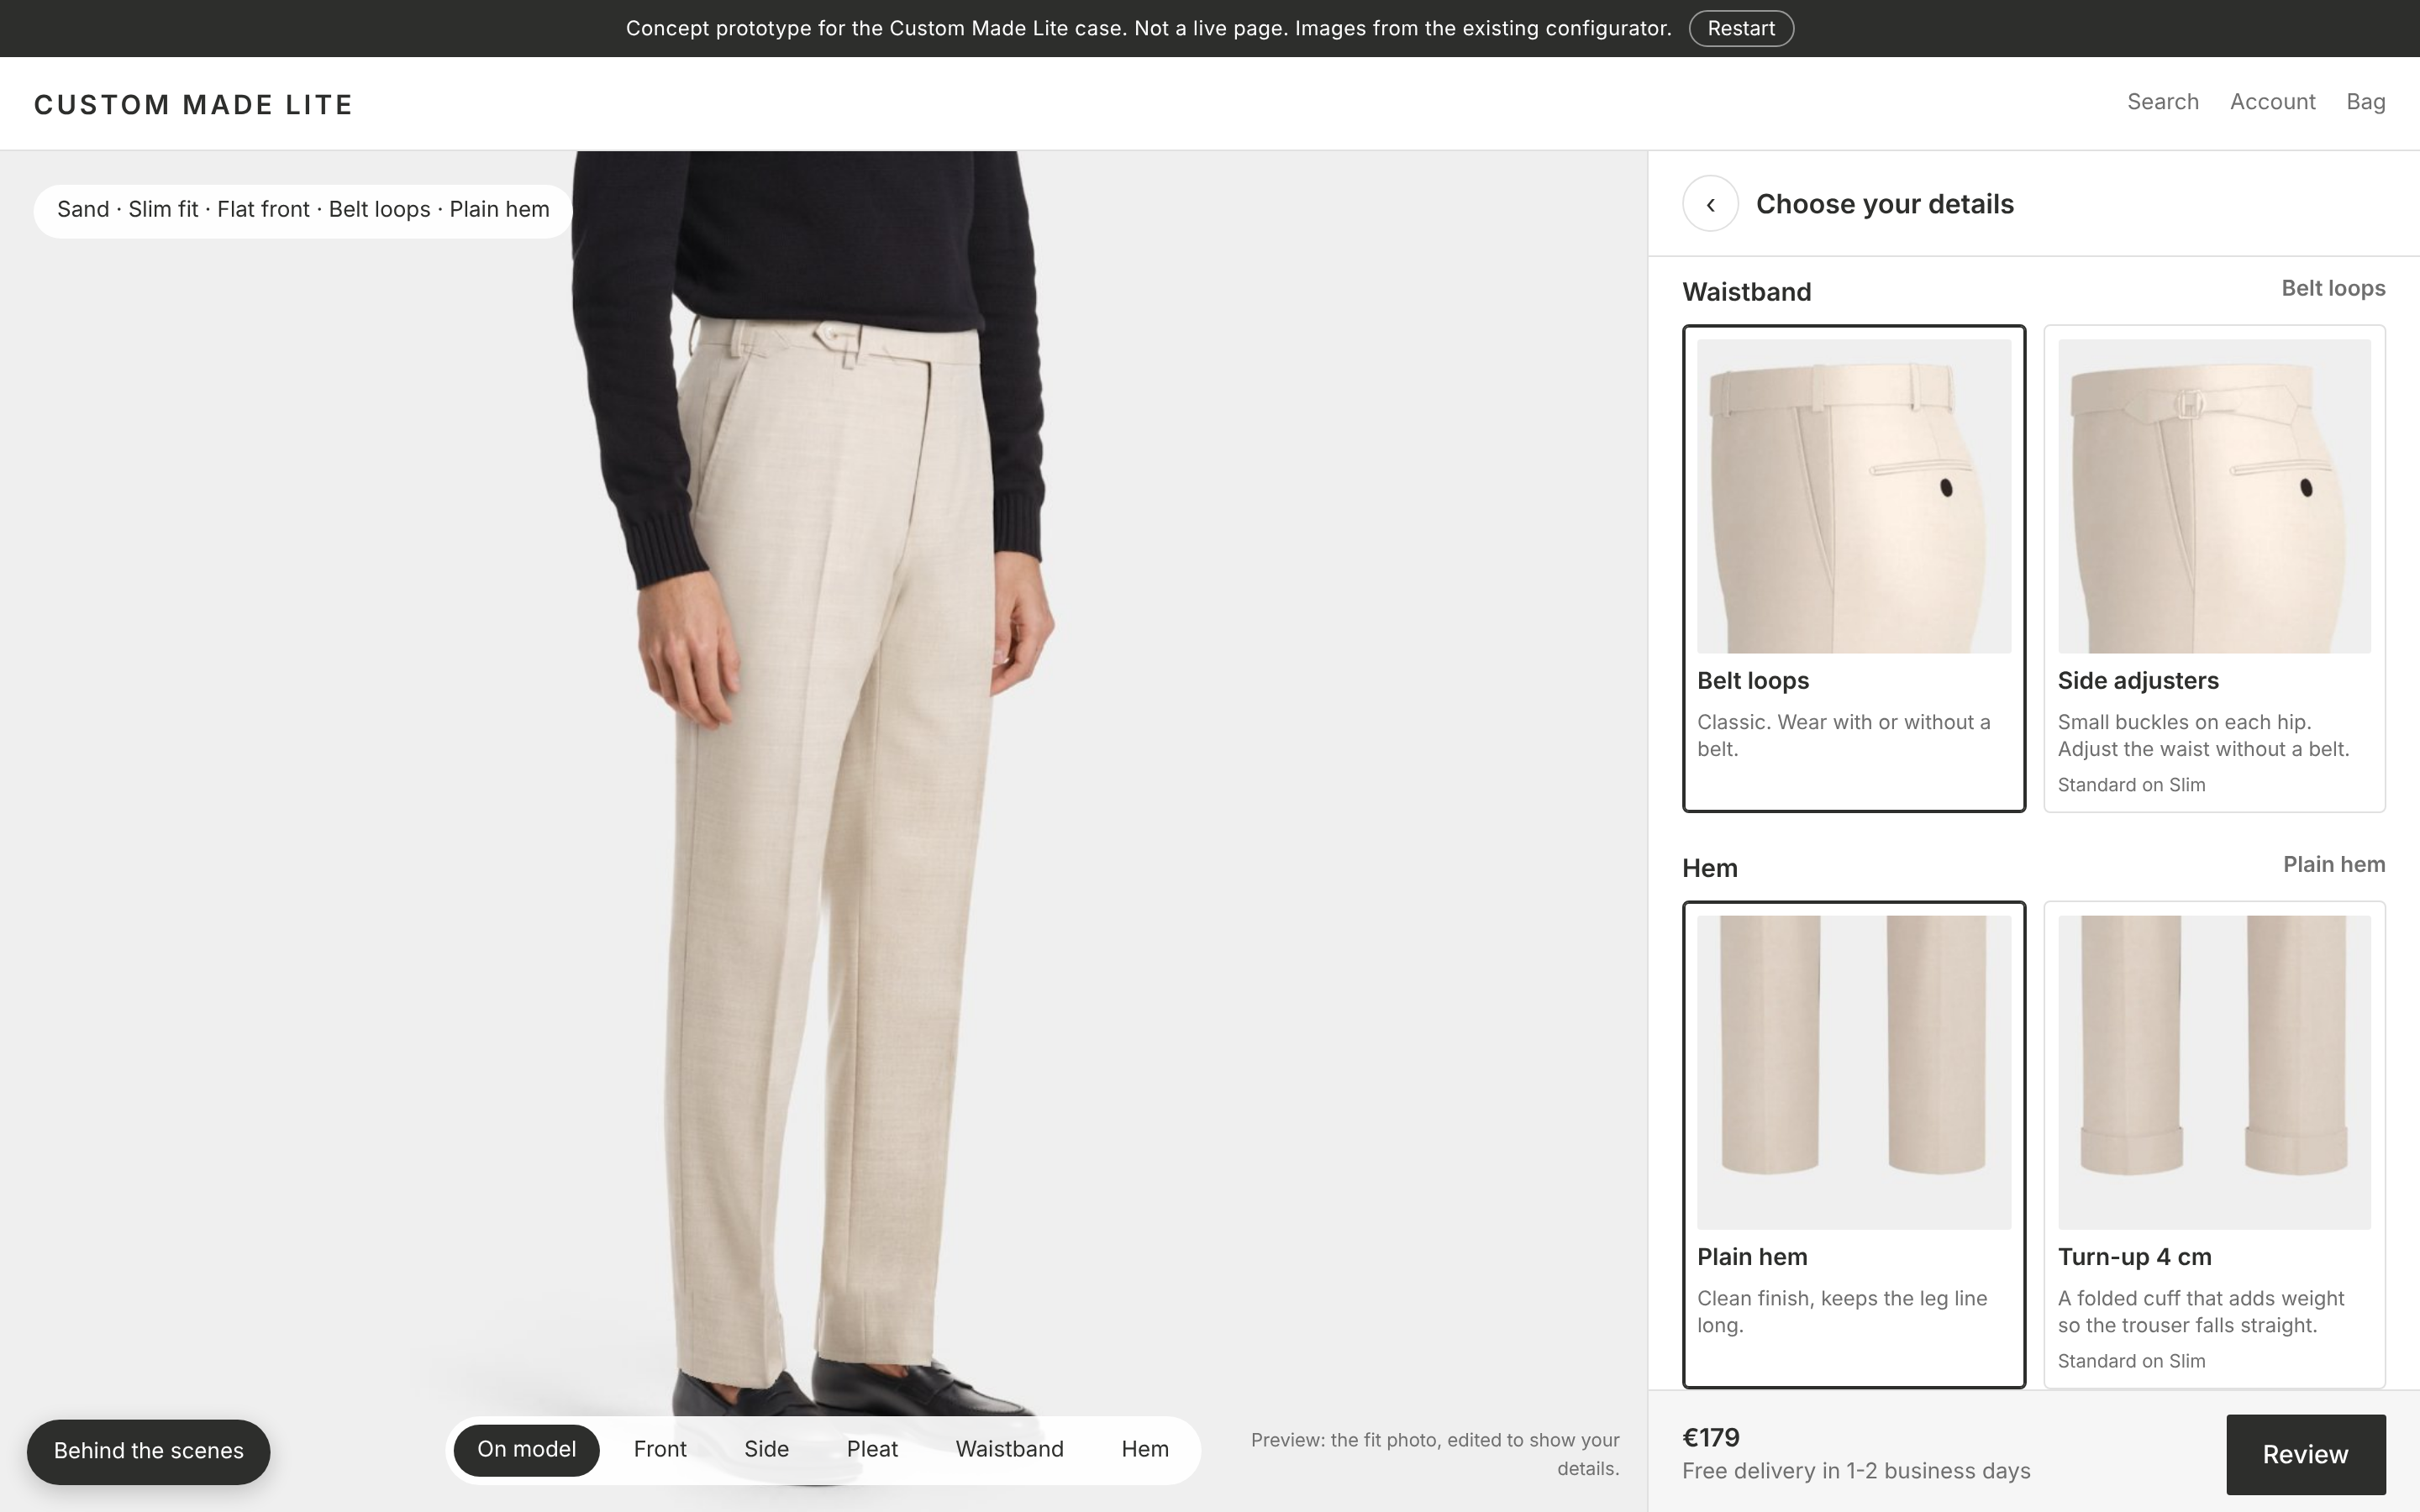 Concept prototype for the Custom Made Lite case. Not a live page. Images from the existing configurator.
Restart
CUSTOM MADE LITE
Search
Account
Bag
Sand · Slim fit · Flat front · Belt loops · Plain hem
‹
Choose your details
Waistband
Belt loops
Belt loops
Classic. Wear with or without a
belt.
Side adjusters
Small buckles on each hip.
Adjust the waist without a belt.
Standard on Slim
Hem
Plain hem
Plain hem
Clean finish, keeps the leg line
long.
Turn-up 4 cm
A folded cuff that adds weight
so the trouser falls straight.
Standard on Slim
Behind the scenes
On model
Front
Side
Pleat
Waistband
Hem
Preview: the fit photo, edited to show your
details.
€179
Free delivery in 1-2 business days
Review